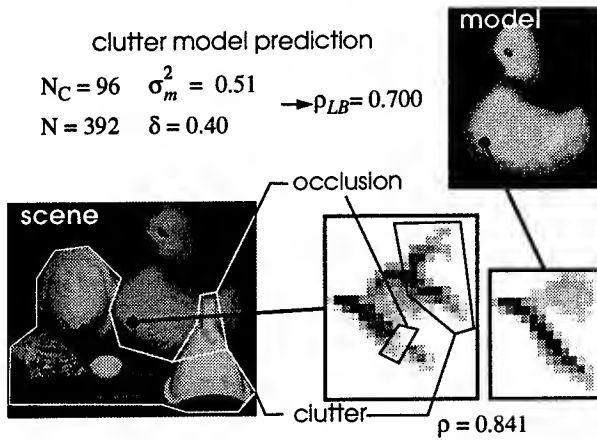 clutter model prediction
N_C = 96 σ_m^2 = 0.51
N = 392 δ = 0.40
→ρ_LB = 0.700
model
occlusion
scene
clutter
ρ = 0.841